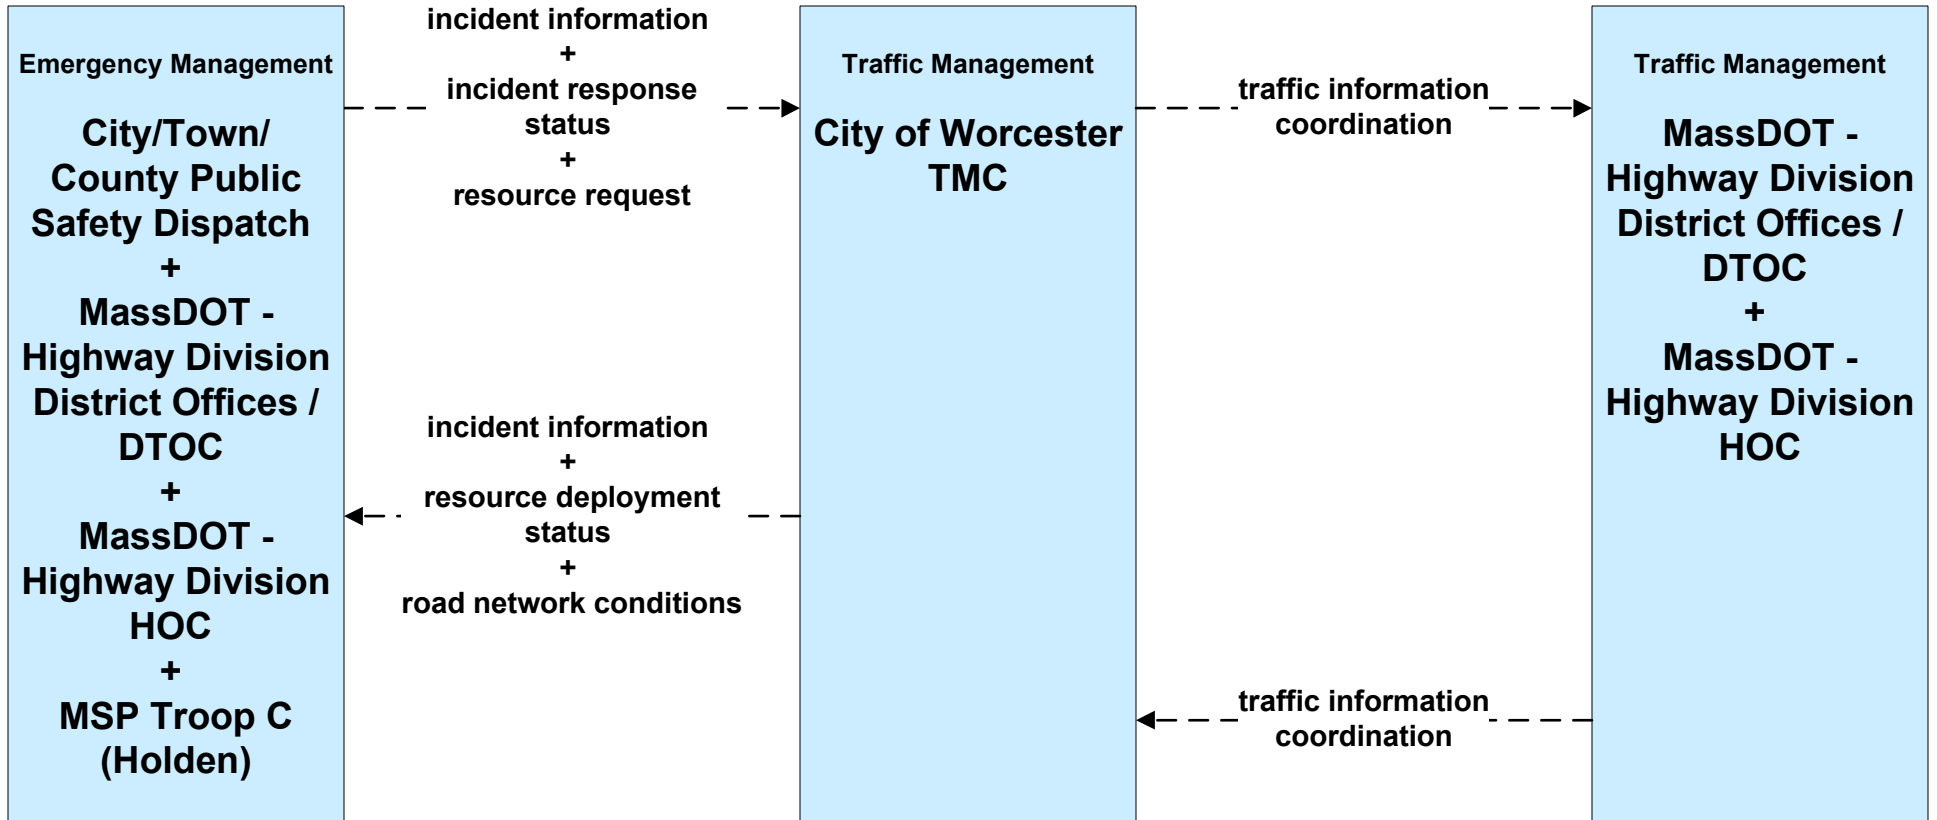 Emergency Management
City/Town/
County Public
Safety Dispatch
+
MassDOT -
Highway Division
District Offices /
DTOC
+
MassDOT -
Highway Division
HOC
+
MSP Troop C
(Holden)
incident information
+
incident response
status
+
resource request
incident information
+
resource deployment
status
+
road network conditions
Traffic Management
City of Worcester
TMC
traffic information
coordination
traffic information
coordination
Traffic Management
MassDOT -
Highway Division
District Offices /
DTOC
+
MassDOT -
Highway Division
HOC